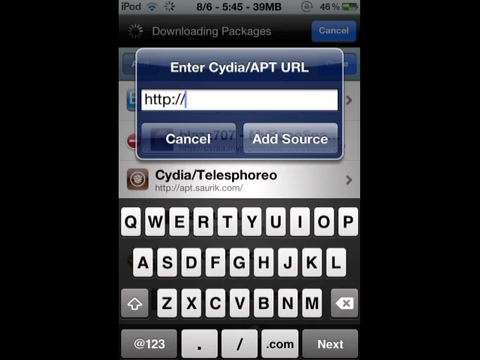 iPod 8/6 - 5:45 - 39MB 46 %
Downloading Packages Cancel
Enter Cydia/APT URL
http://
Cancel Add Source
Cydia/Telesphoreo
http://apt.saurik.com/
Q W E R T Y U I O P
A S D F G H J K L
Z X C V B N M
@123 . / .com Next